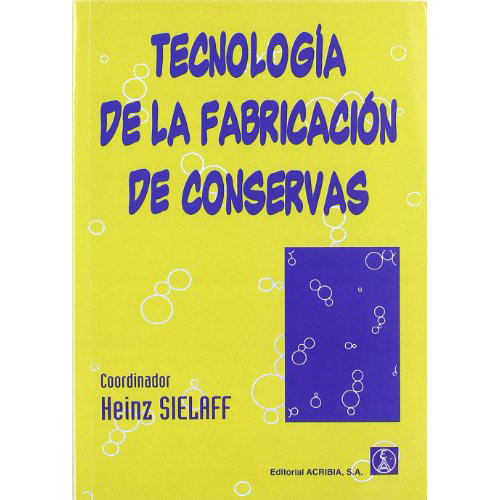 TECNOLOGÍA
DE LA FABRICACIÓN
DE CONSERVAS
Coordinador
Heinz SIELAFF
Editorial ACRIBIA, S.A.